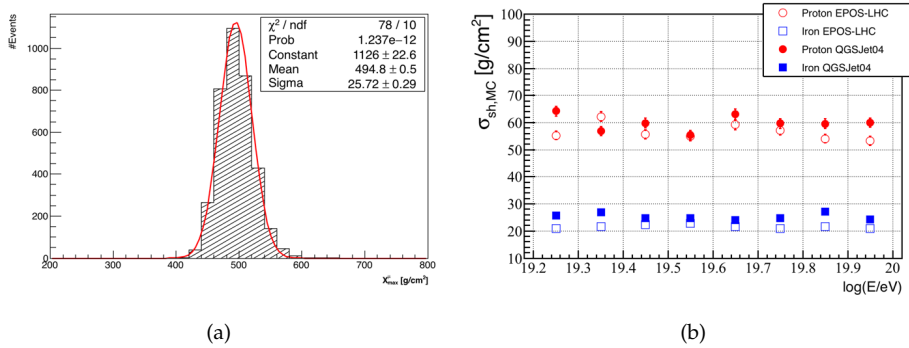 χ² / ndf 78 / 10
Prob 1.237e−12
Constant 1126 ± 22.6
Mean 494.8 ± 0.5
Sigma 25.72 ± 0.29
#Events
1000
800
600
400
200
0
200 300 400 500 600 700 800
X^μ_max [g/cm²]
(a)
Proton EPOS-LHC
Iron EPOS-LHC
Proton QGSJet04
Iron QGSJet04
σ_sh,MC [g/cm²]
100
90
80
70
60
50
40
30
20
10
19.2 19.3 19.4 19.5 19.6 19.7 19.8 19.9 20
log(E/eV)
(b)